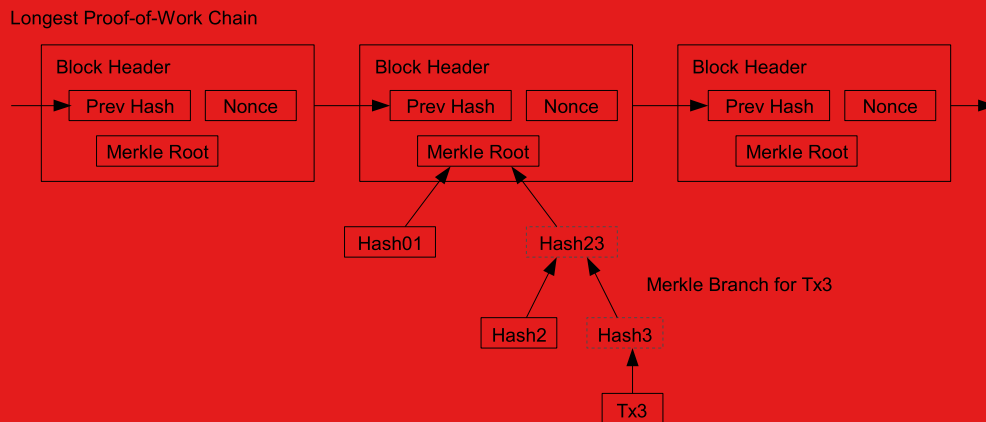 Longest Proof-of-Work Chain
Block Header
Block Header
Block Header
Prev Hash
Nonce
Prev Hash
Nonce
Prev Hash
Nonce
Merkle Root
Merkle Root
Merkle Root
Hash01
Hash23
Merkle Branch for Tx3
Hash2
Hash3
Tx3